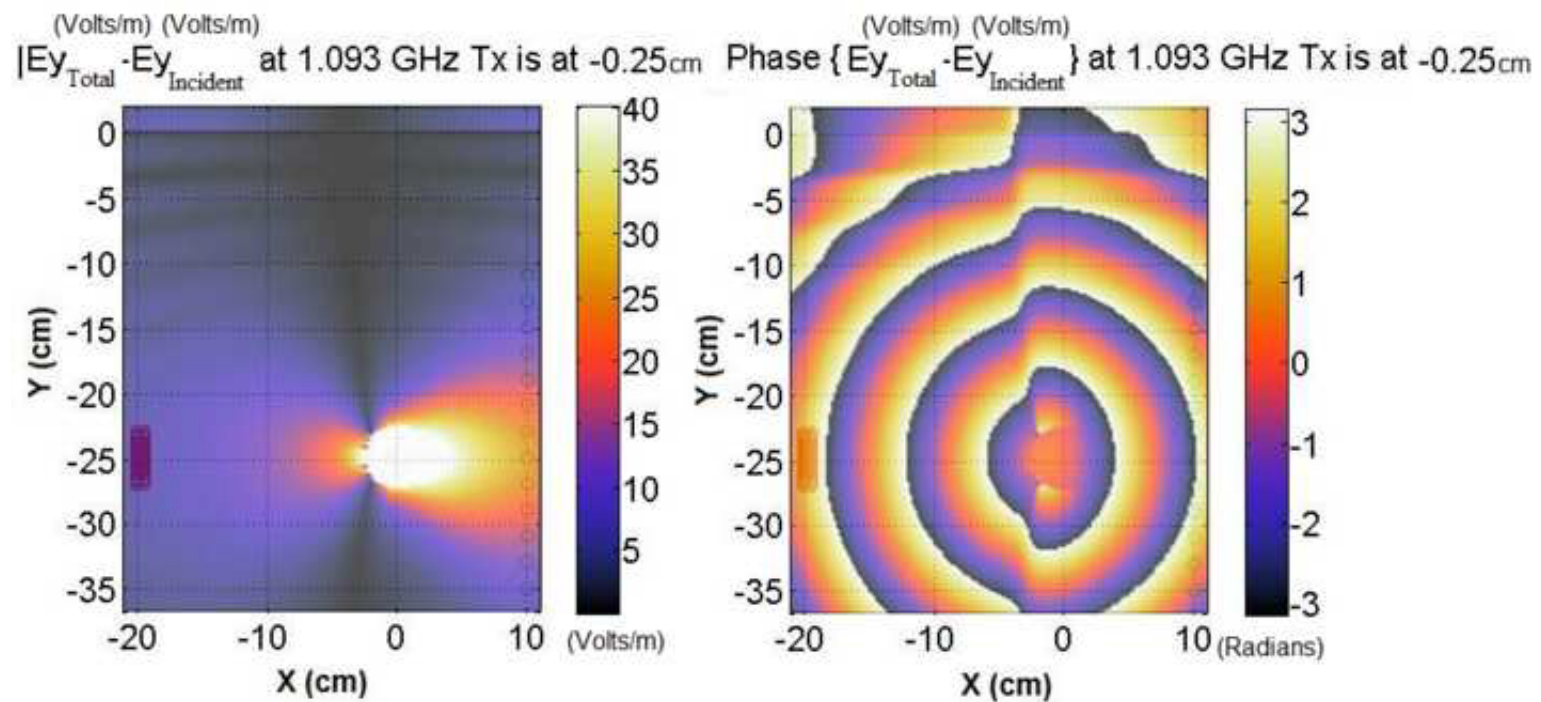 (Volts/m) (Volts/m)
|Ey Total -Ey Incident at 1.093 GHz Tx is at -0.25cm
0
-5
-10
-15
-20
-25
-30
-35
Y (cm)
-20 -10 0 10
X (cm)
40
35
30
25
20
15
10
5
(Volts/m)
(Volts/m) (Volts/m)
Phase {Ey Total -Ey Incident} at 1.093 GHz Tx is at -0.25cm
0
-5
-10
-15
-20
-25
-30
-35
Y (cm)
-20 -10 0 10
X (cm)
3
2
1
0
-1
-2
-3
(Radians)